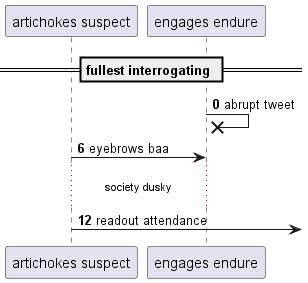 artichokes suspect
engages endure
fullest interrogating
0 abrupt tweet
6 eyebrows baa
society dusky
12 readout attendance
artichokes suspect
engages endure